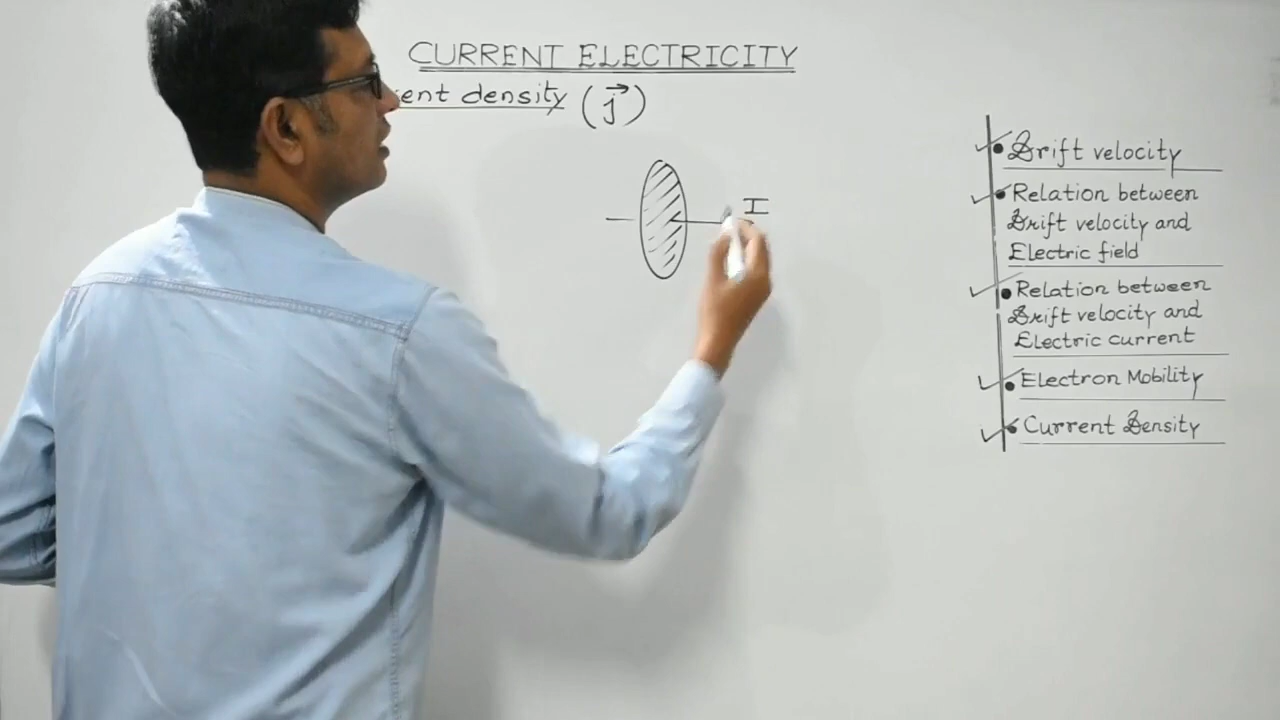 CURRENT ELECTRICITY
density (j)
I
Drift velocity
Relation between
Drift velocity and
Electric field
Relation between
Drift velocity and
Electric current
Electron Mobility
Current Density